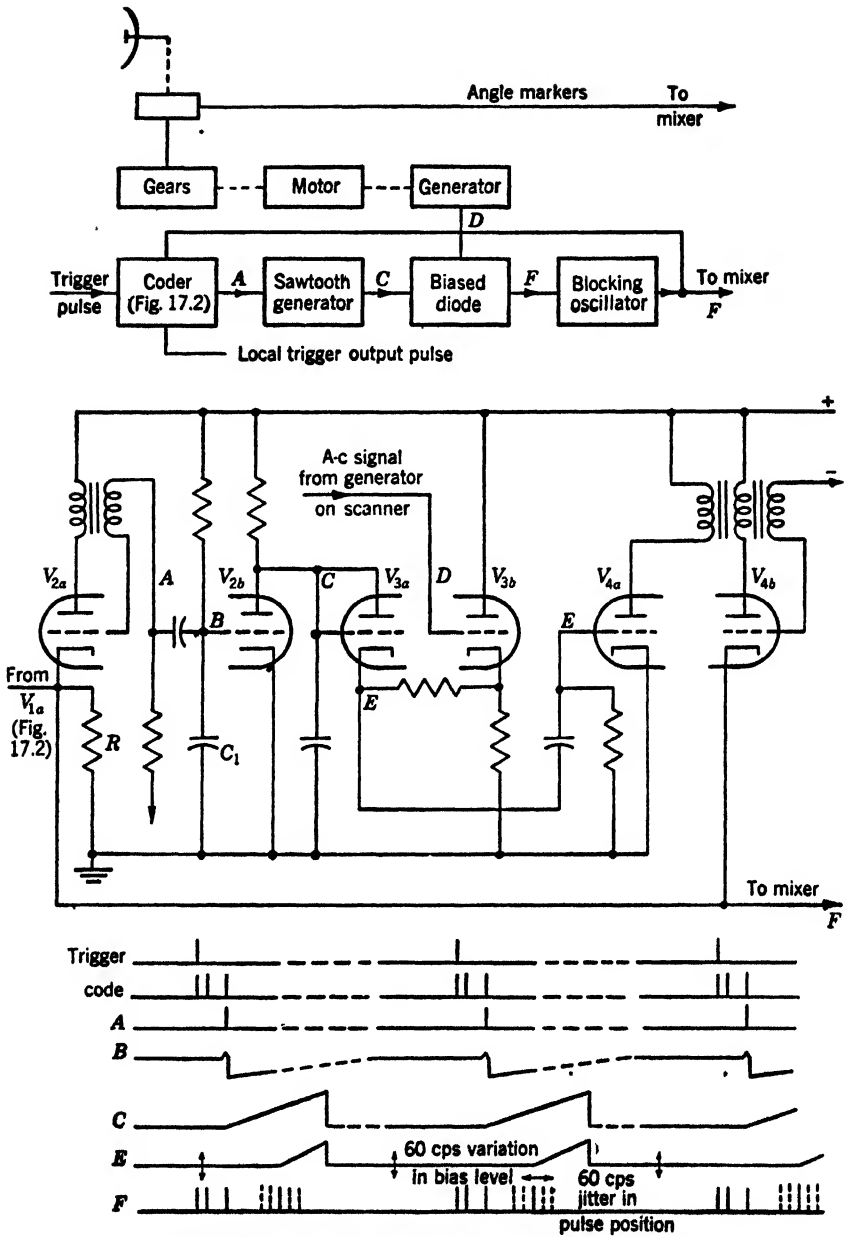 Angle markers
To
mixer
Gears
Motor
Generator
D
Trigger
pulse
Coder
(Fig. 17.2)
A
Sawtooth
generator
C
Biased
diode
F
Blocking
oscillator
To mixer
F
Local trigger output pulse
+
A-c signal
from generator
on scanner
–
V2a
A
V2b
C
V3a
D
V3b
V4a
V4b
B
E
From
V1a
(Fig.
17.2)
R
C1
E
To mixer
F
Trigger
code
A
B
C
E
60 cps variation
in bias level
60 cps
jitter in
pulse position
F